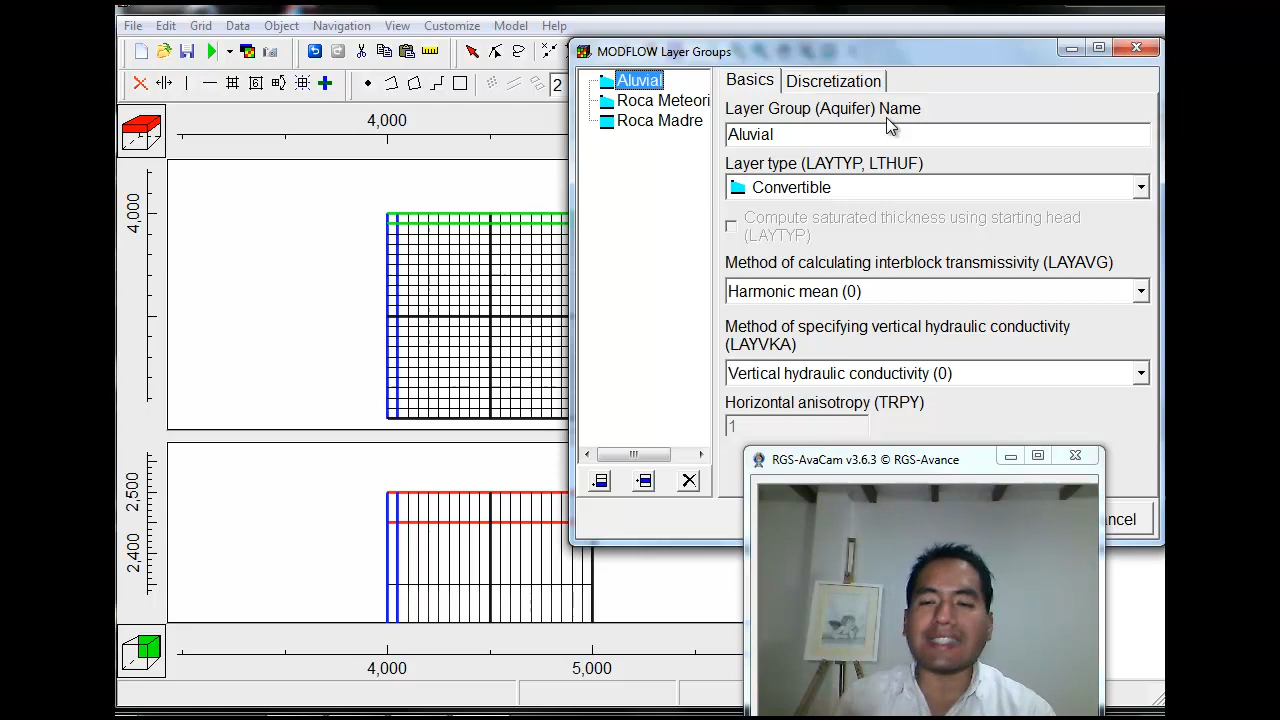 File Edit Grid Data Object Navigation View Customize Model Help
2
MODFLOW Layer Groups
Aluvial
Roca Meteori
Roca Madre
Basics Discretization
Layer Group (Aquifer) Name
Aluvial
Layer type (LAYTYP, LTHUF)
Convertible
Compute saturated thickness using starting head
(LAYTYP)
Method of calculating interblock transmissivity (LAYAVG)
Harmonic mean (0)
Method of specifying vertical hydraulic conductivity
(LAYVKA)
Vertical hydraulic conductivity (0)
Horizontal anisotropy (TRPY)
1
ncel
4,000
4,000
2,500
2,400
4,000 5,000
RGS-AvaCam v3.6.3 © RGS-Avance